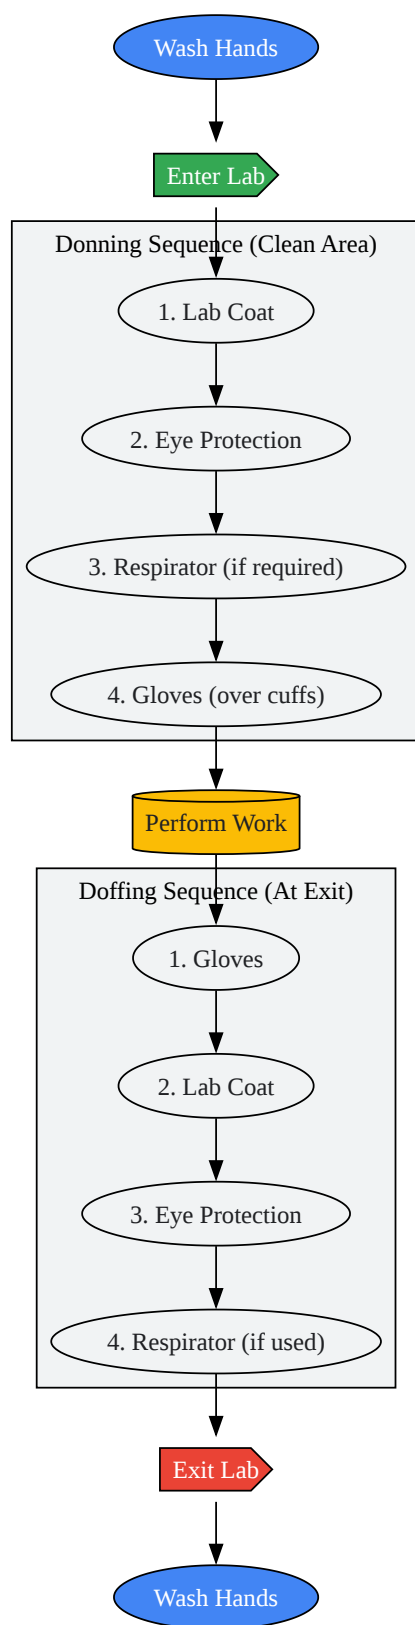 Wash Hands
Enter Lab
Donning Sequence (Clean Area)
1. Lab Coat
2. Eye Protection
3. Respirator (if required)
4. Gloves (over cuffs)
Perform Work
Doffing Sequence (At Exit)
1. Gloves
2. Lab Coat
3. Eye Protection
4. Respirator (if used)
Exit Lab
Wash Hands